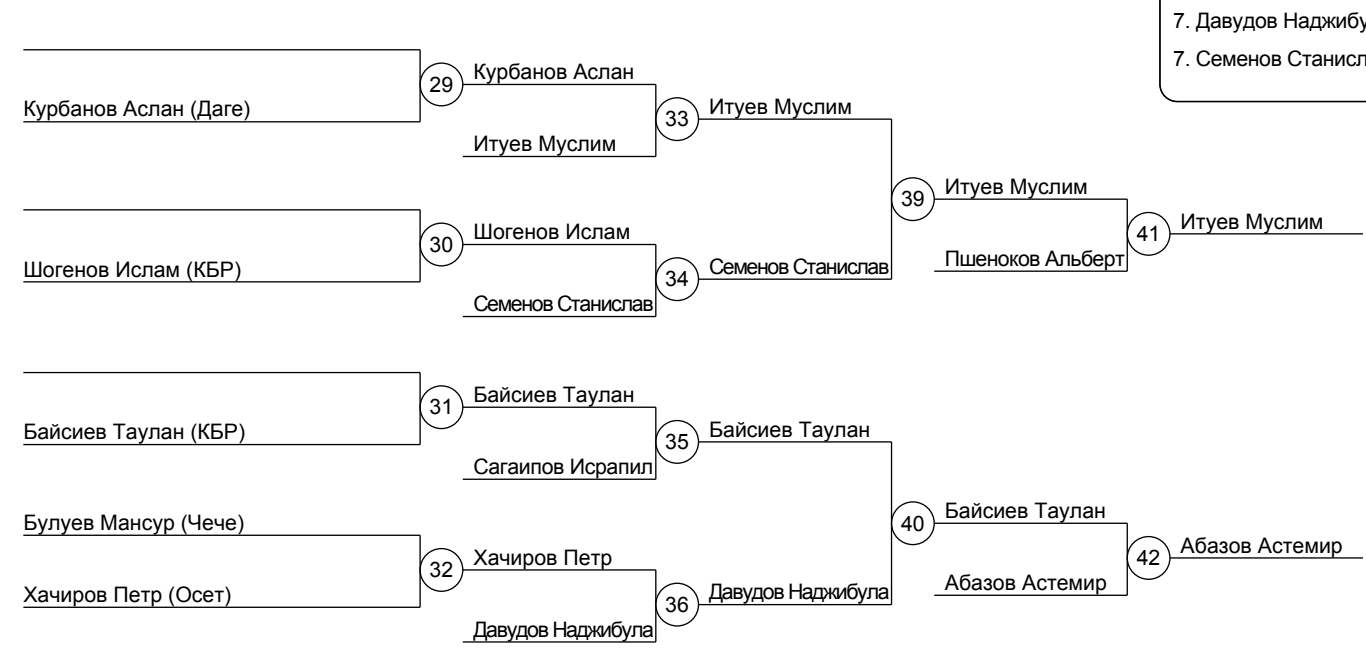 7. Давудов
7. Семенов
Курбанов Аслан (Даге)
29
Курбанов Аслан
Итуев Муслим
33
Итуев Муслим
Шогенов Ислам (КБР)
30
Шогенов Ислам
Семенов Станислав
34
Семенов Станислав
39
Итуев Муслим
Пшеноков Альберт
41
Итуев Муслим
Байсиев Таулан (КБР)
31
Байсиев Таулан
Сагаипов Исрапил
35
Байсиев Таулан
Булуев Мансур (Чече)
Хачиров Петр (Осет)
32
Хачиров Петр
Давудов Наджибула
36
Давудов Наджибула
40
Байсиев Таулан
Абазов Астемир
42
Абазов Астемир